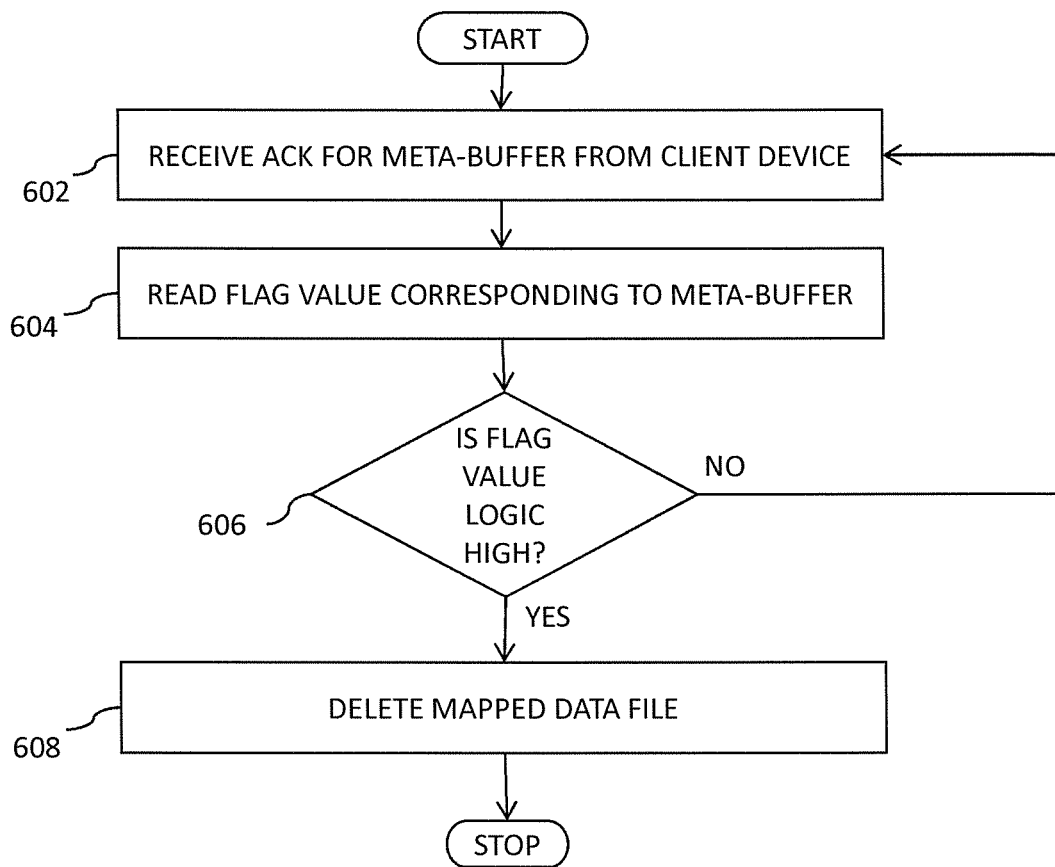 START
RECEIVE ACK FOR META-BUFFER FROM CLIENT DEVICE
602
READ FLAG VALUE CORRESPONDING TO META-BUFFER
604
IS FLAG
VALUE
LOGIC
HIGH?
NO
606
YES
DELETE MAPPED DATA FILE
608
STOP